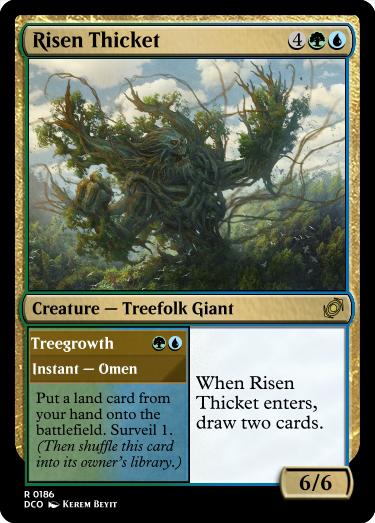 Risen Thicket 4
Creature — Treefolk Giant
Treegrowth
Instant — Omen
Put a land card from
your hand onto the
battlefield. Surveil 1.
(Then shuffle this card
into its owner's library.)
When Risen
Thicket enters,
draw two cards.
6/6
R 0186
DCO Kerem Beyit